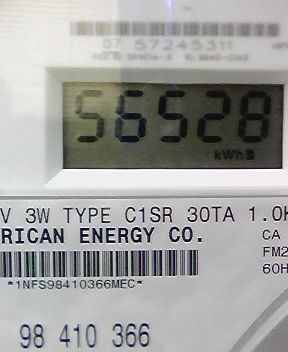 07 57245311
56528
kWh
V 3W TYPE C1SR 30TA 1.0K
RICAN ENERGY CO.
CA
FM2
60H
*1NFS98410366MEC*
98 410 366